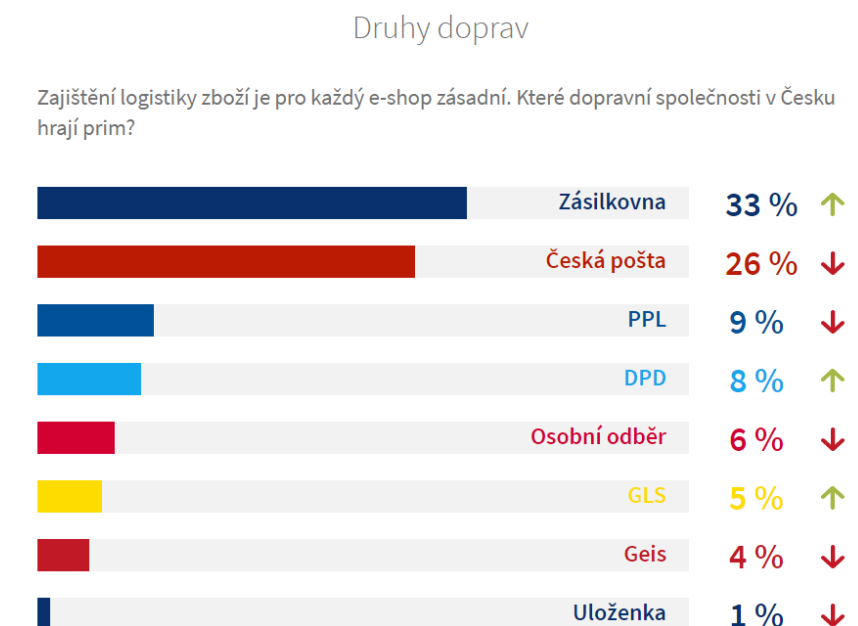 Druhy doprav
Zajištění logistiky zboží je pro každý e-shop zásadní. Které dopravní společnosti v Česku
hrají prim?
Zásilkovna 33 %
Česká pošta 26 %
PPL 9 %
DPD 8 %
Osobní odběr 6 %
GLS 5 %
Geis 4 %
Uloženka 1 %